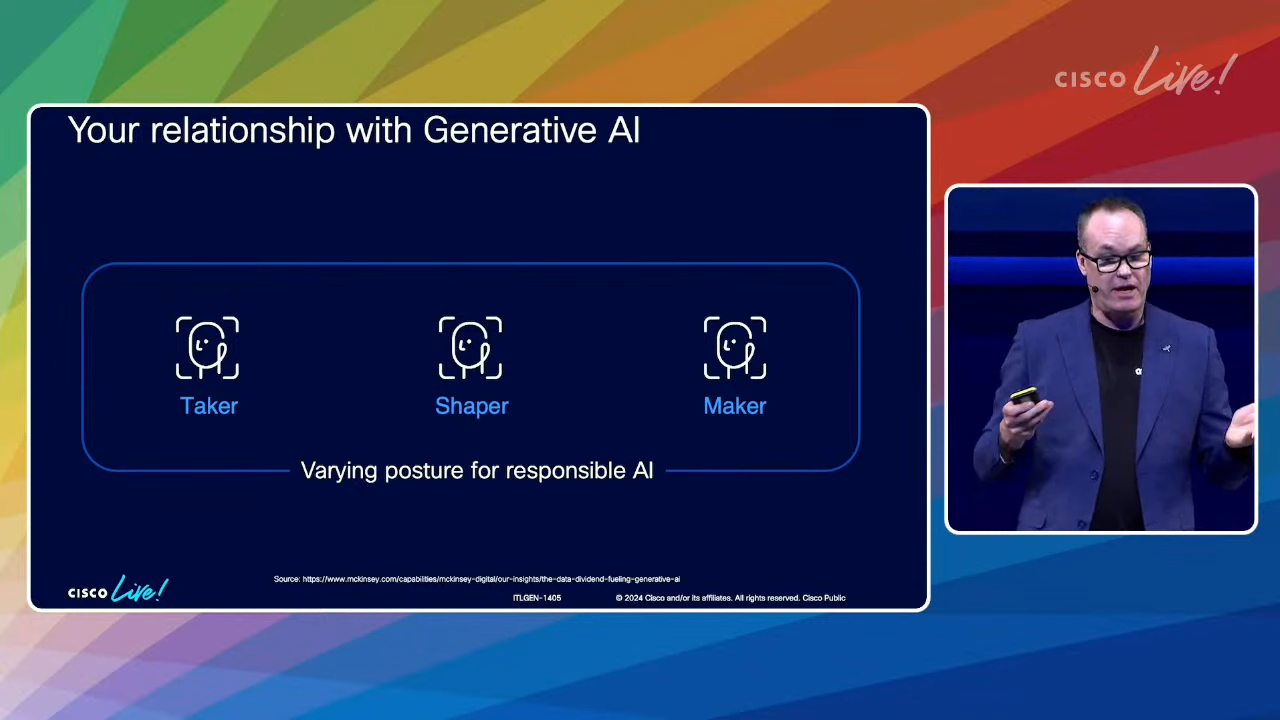 CISCO Live!
Your relationship with Generative AI
Taker
Shaper
Maker
Varying posture for responsible AI
Source: https://www.mckinsey.com/capabilities/mckinsey-digital/our-insights/the-data-dividend-fueling-generative-ai
CISCO Live!
ITLGEN-1405
© 2024 Cisco and/or its affiliates. All rights reserved. Cisco Public